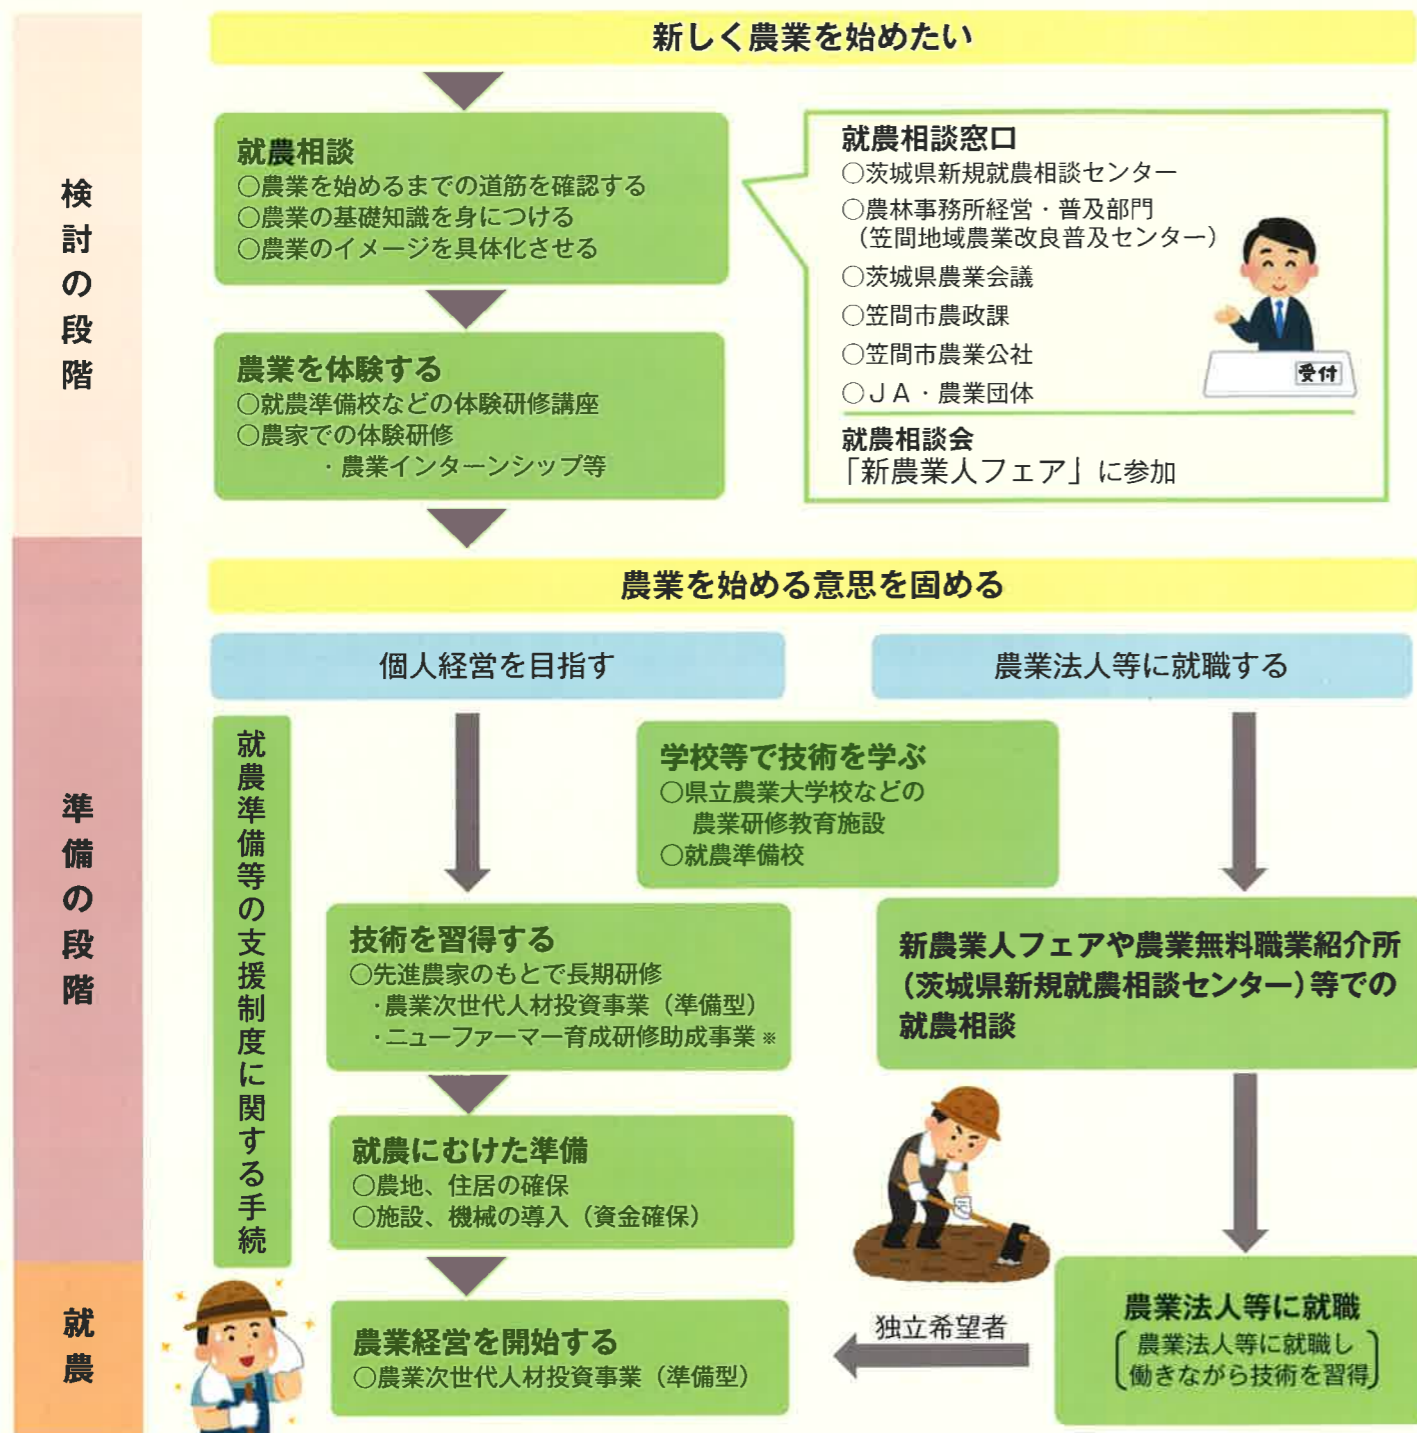 新しく農業を始めたい
検討の段階
就農相談
○農業を始めるまでの道筋を確認する
○農業の基礎知識を身につける
○農業のイメージを具体化させる
就農相談窓口
○茨城県新規就農相談センター
○農林事務所経営・普及部門
（笠間地域農業改良普及センター）
○茨城県農業会議
○笠間市農政課
○笠間市農業公社
○ＪＡ・農業団体
受付
就農相談会
「新農業人フェア」に参加
農業を体験する
○就農準備校などの体験研修講座
○農家での体験研修
・農業インターンシップ等
農業を始める意思を固める
準備の段階
個人経営を目指す
農業法人等に就職する
就農準備等の支援制度に関する手続
学校等で技術を学ぶ
○県立農業大学校などの
農業研修教育施設
○就農準備校
技術を習得する
○先進農家のもとで長期研修
・農業次世代人材投資事業（準備型）
・ニューファーマー育成研修助成事業※
新農業人フェアや農業無料職業紹介所
（茨城県新規就農相談センター）等での
就農相談
就農にむけた準備
○農地、住居の確保
○施設、機械の導入（資金確保）
就農
農業経営を開始する
○農業次世代人材投資事業（準備型）
独立希望者
農業法人等に就職
農業法人等に就職し
働きながら技術を習得